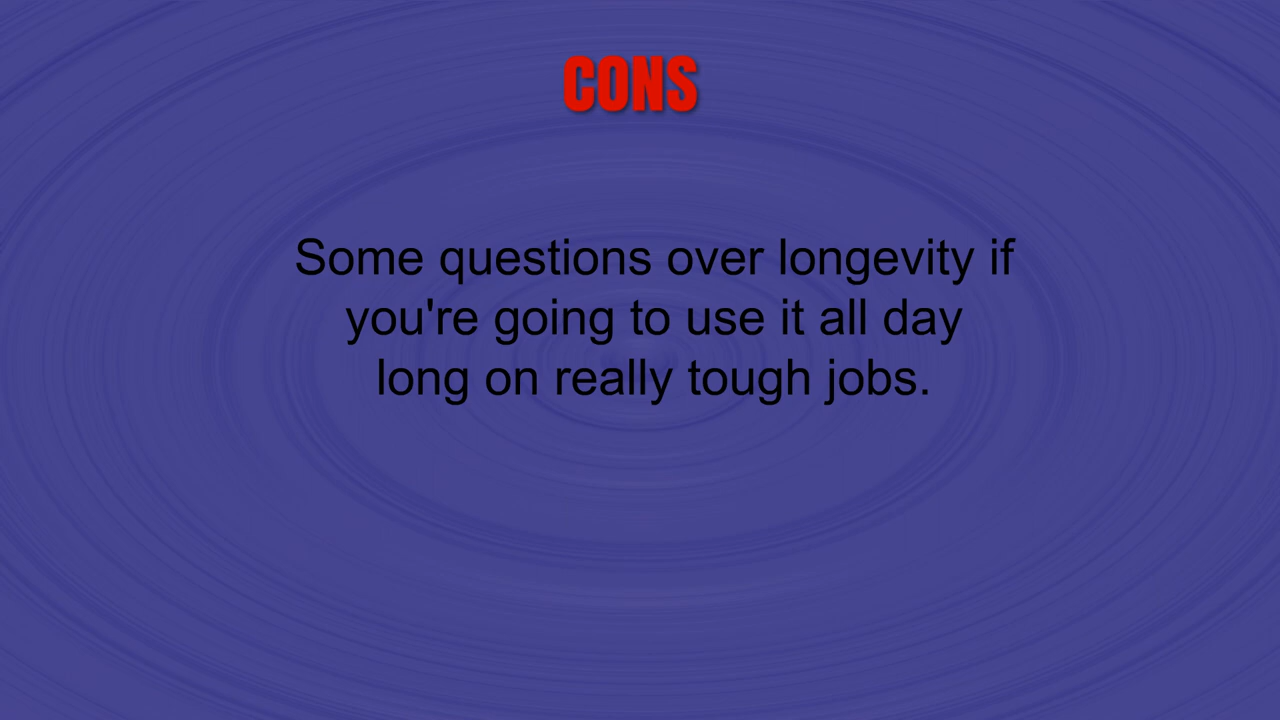 CONS
Some questions over longevity if
you're going to use it all day
long on really tough jobs.